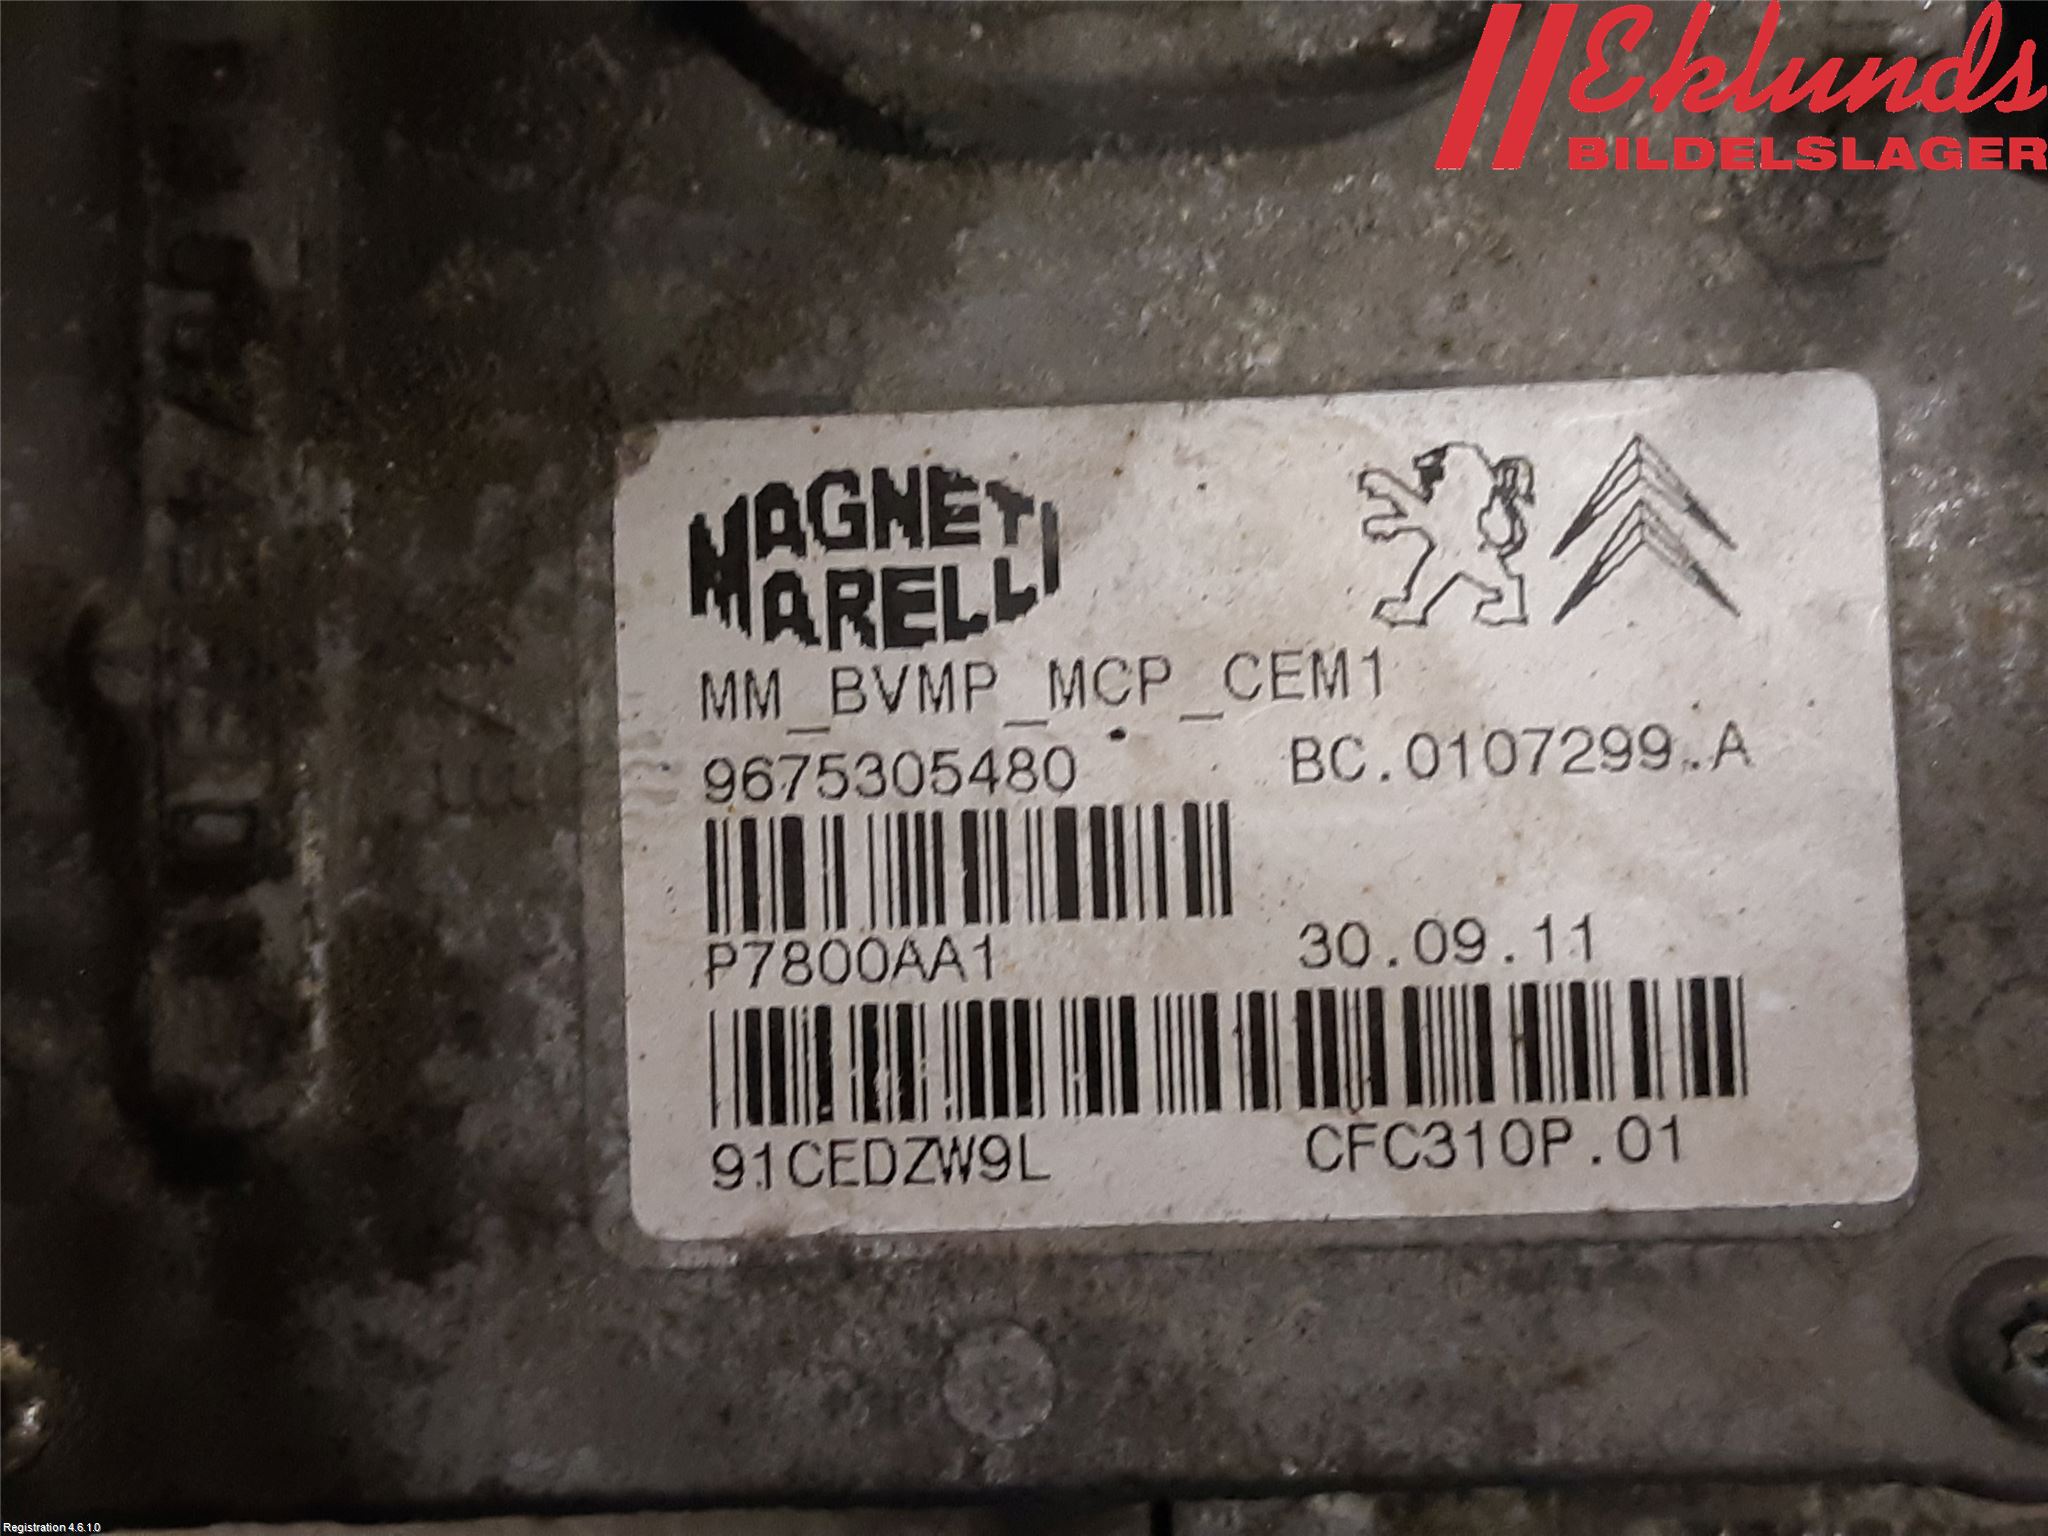 Eklunds
BILDELSLAGER
MAGNETI
MARELLI
MM_BVMP_MCP_CEM1
9675305480 BC.0107299.A
P7800AA1 30.09.11
91CEDZW9L CFC310P.01
Registration 4.6.1.0